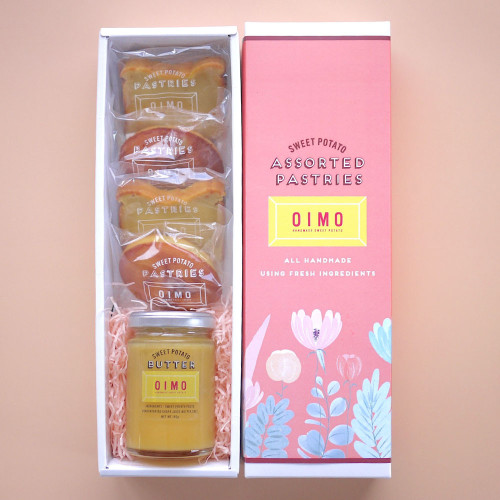 SWEET POTATO
PASTRIES
OIMO
SWEET POTATO
PASTRIES
OIMO
SWEET POTATO
PASTRIES
OIMO
SWEET POTATO
PASTRIES
OIMO
SWEET POTATO
BUTTER
OIMO
SWEET POTATO
ASSORTED
PASTRIES
OIMO
HANDMADE SWEET POTATO
ALL HANDMADE
USING FRESH INGREDIENTS